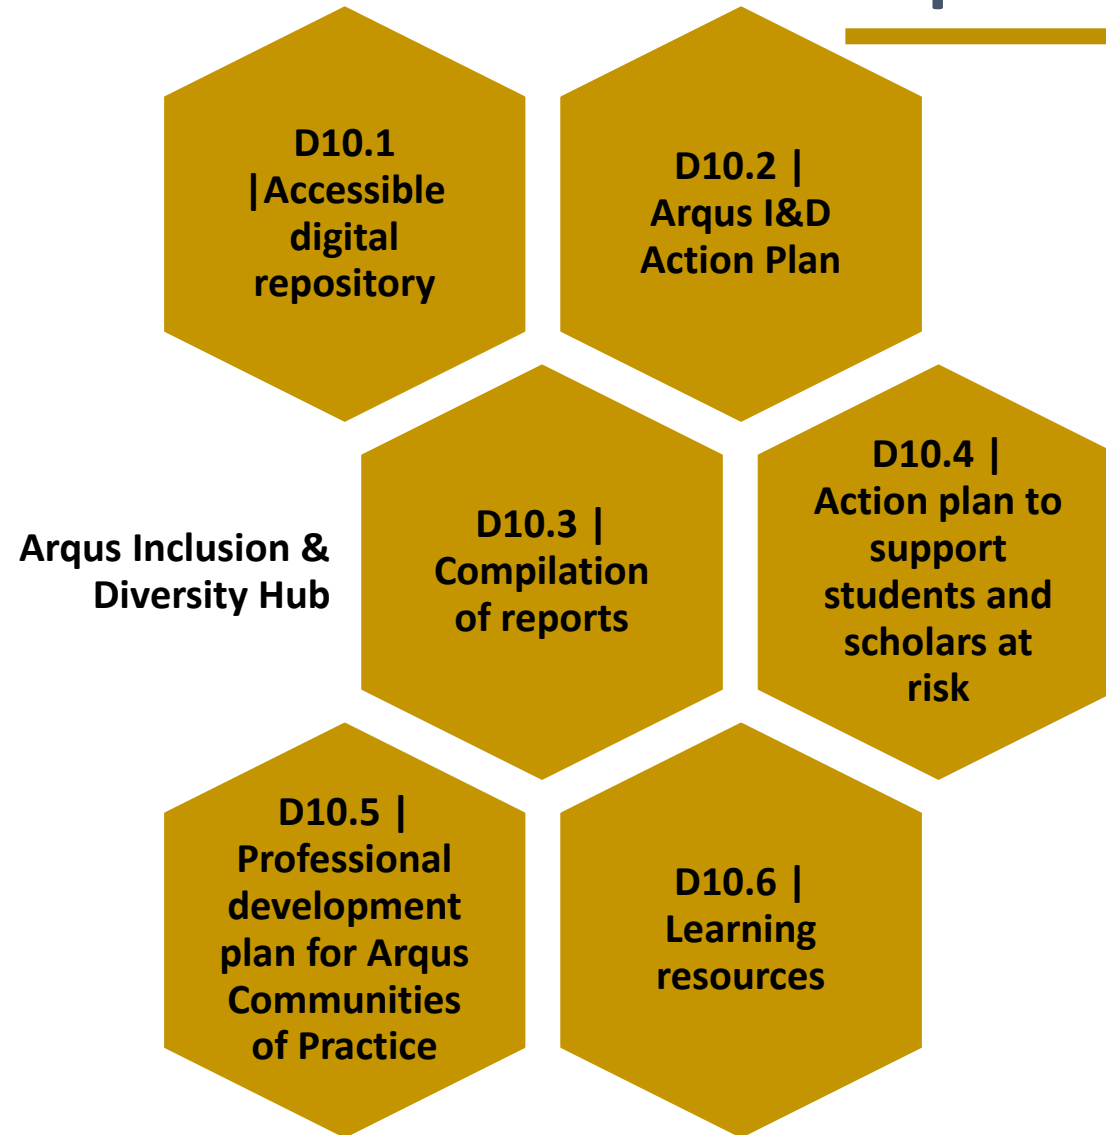 D10.1
|Accessible
digital
repository
D10.2 |
Arqus I&D
Action Plan
Arqus Inclusion &
Diversity Hub
D10.3 |
Compilation
of reports
D10.4 |
Action plan to
support
students and
scholars at
risk
D10.5 |
Professional
development
plan for Arqus
Communities
of Practice
D10.6 |
Learning
resources